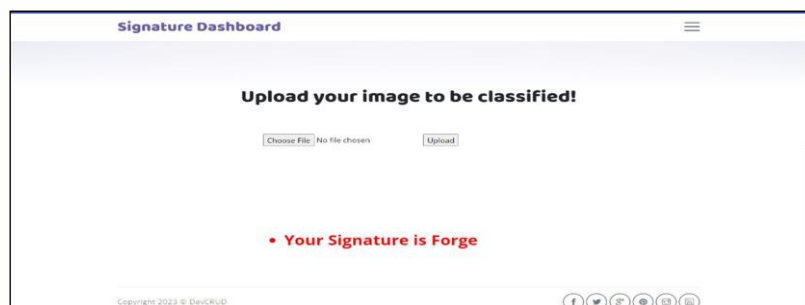 Signature Dashboard
Upload your image to be classified!
Choose File No file chosen Upload
• Your Signature is Forge
Copyright 2023 © DevCRUD